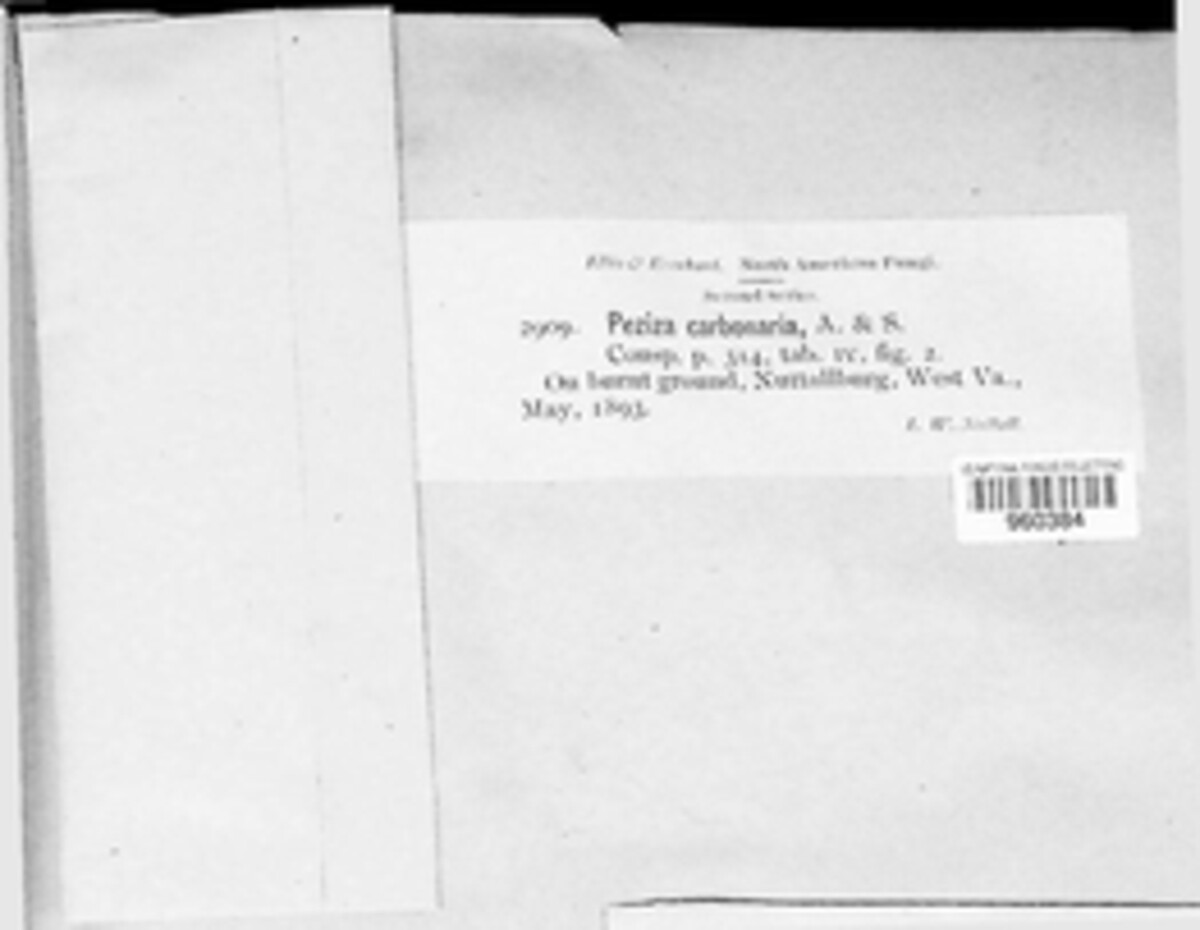 Ellis & Everhart. North American Fungi.
Second Series.
2909. Peziza carbonaria, A. & S.
Consp. p. 314, tab. IV, fig. 2.
On burnt ground, Nuttallburg, West Va.,
May, 1893.
L. W. Nuttall.
960384